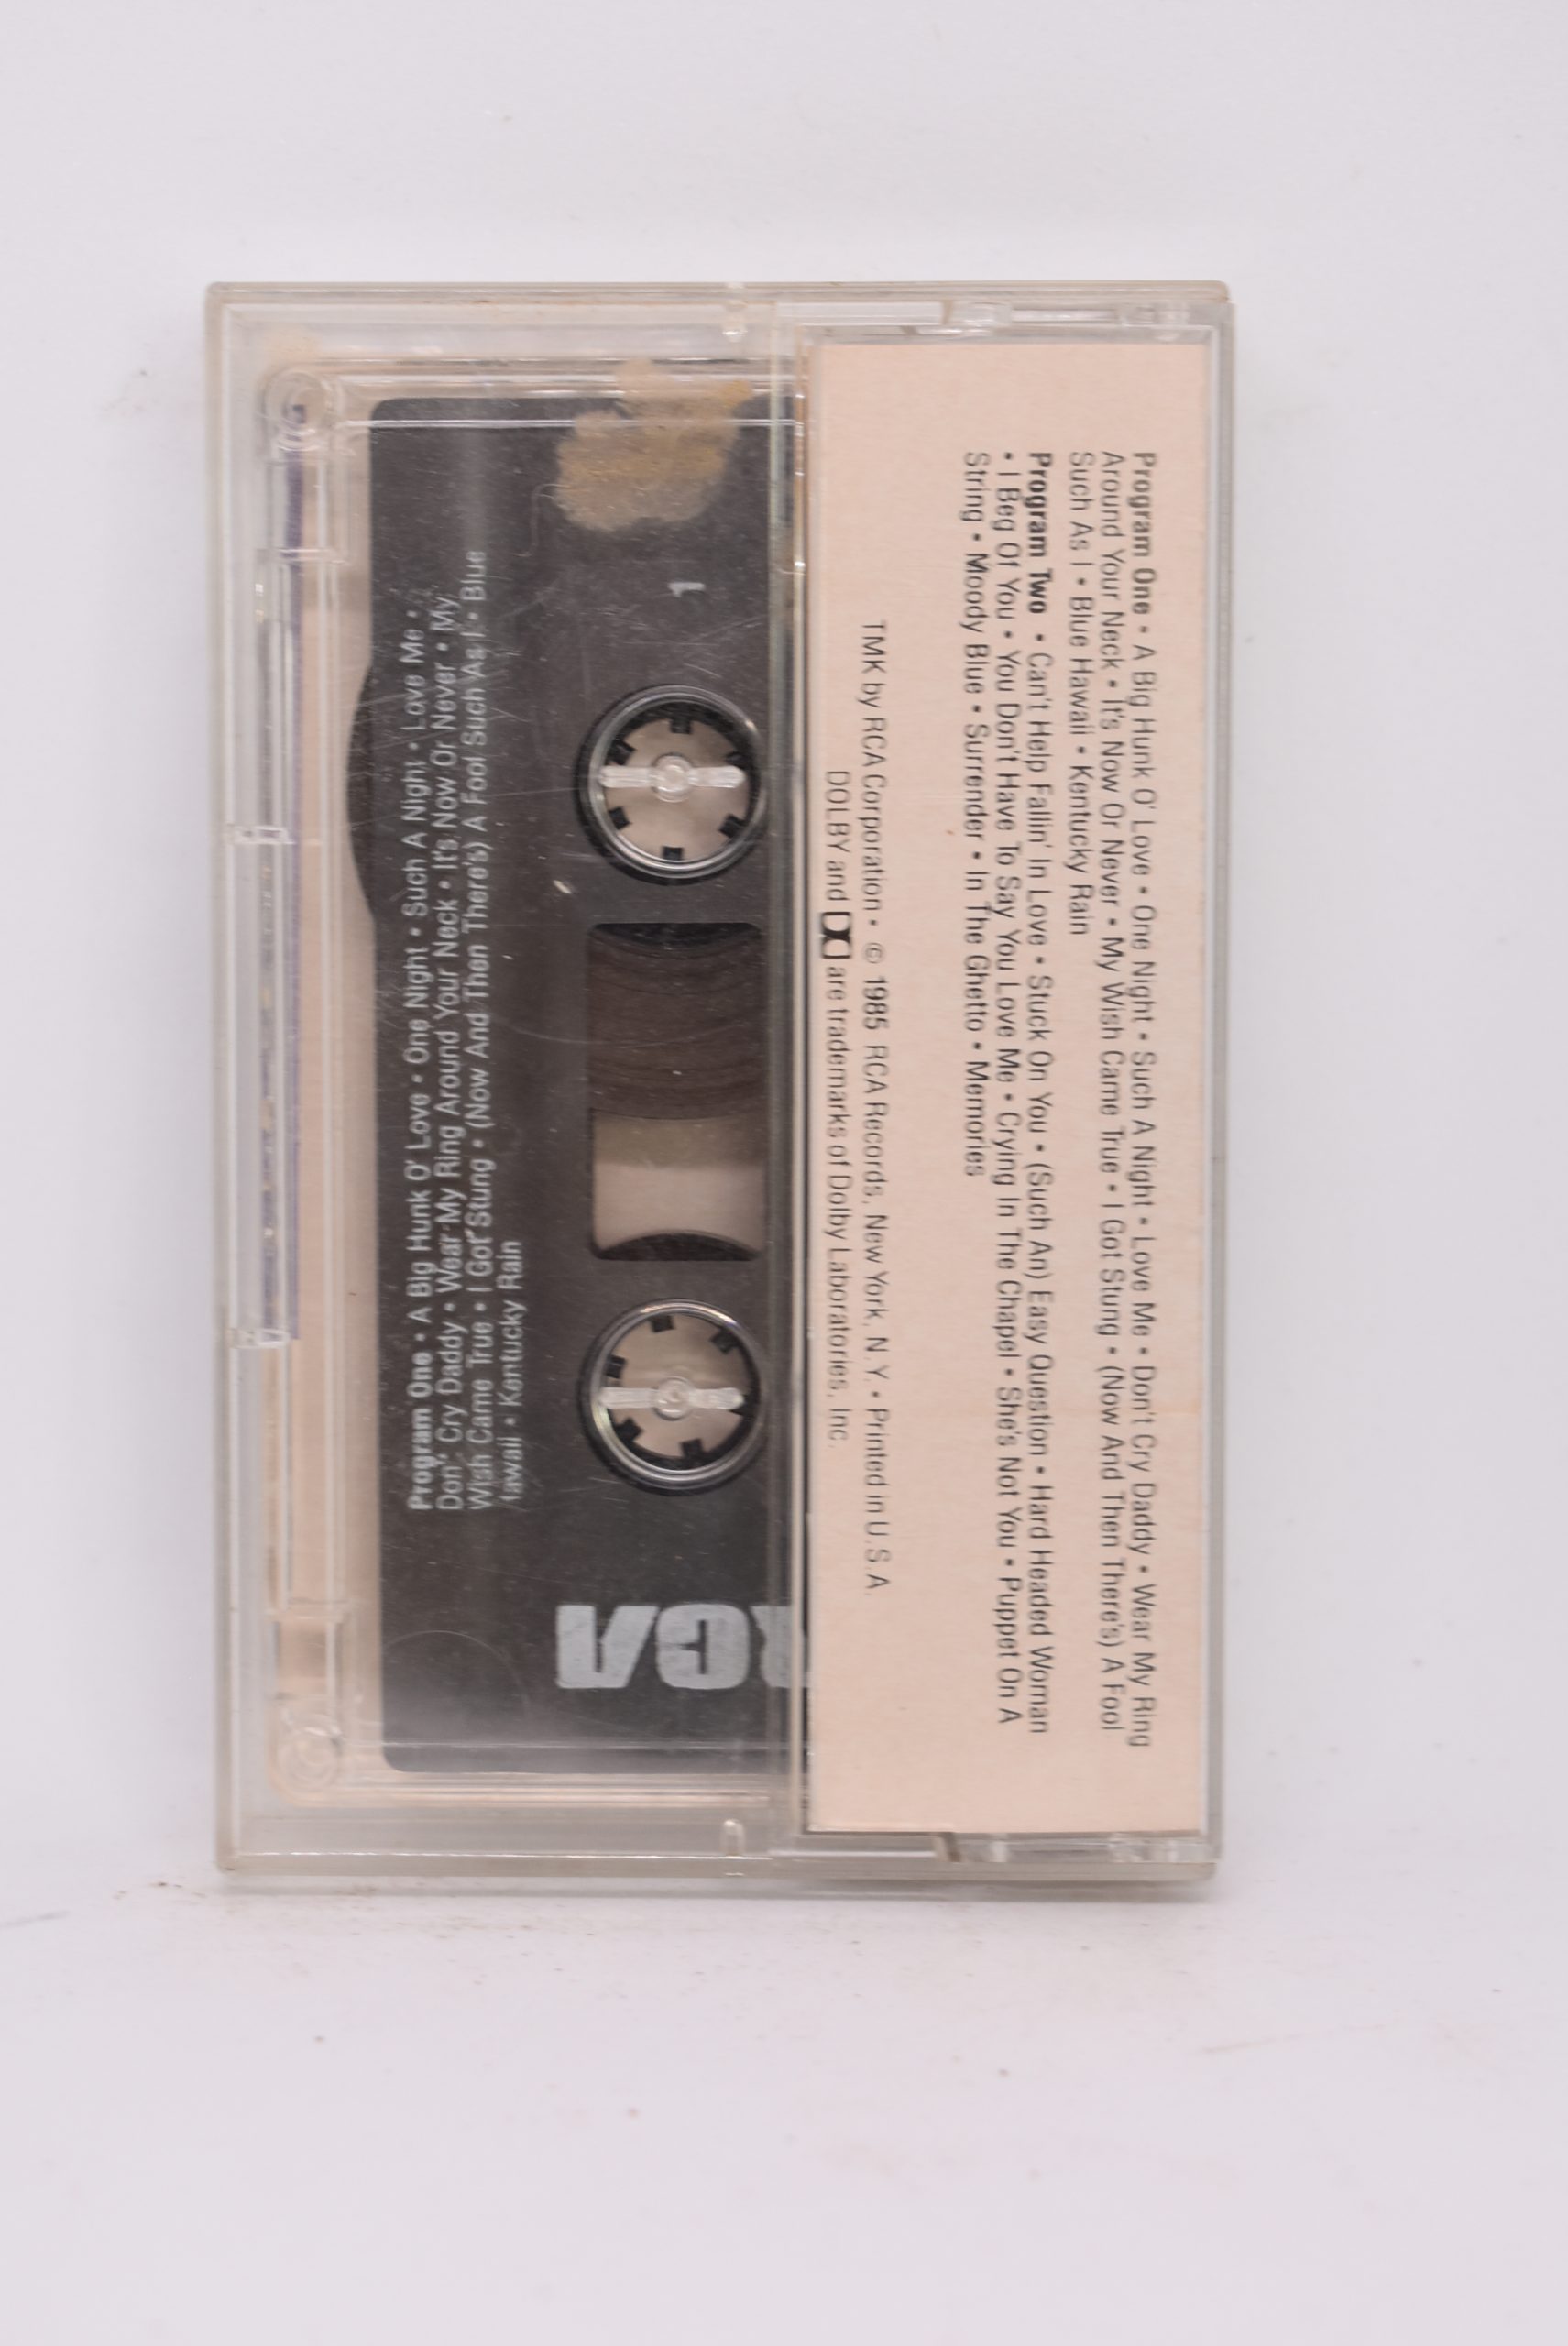 Program One • A Big Hunk O' Love • One Night • Such A Night • Love Me • Don't Cry Daddy • Wear My Ring
Around Your Neck • It's Now Or Never • My Wish Came True • I Got Stung • (Now And Then There's) A Fool
Such As I • Blue Hawaii • Kentucky Rain
Program Two • Can't Help Fallin' In Love • Stuck On You • (Such An) Easy Question • Hard Headed Woman
• I Beg Of You • You Don't Have To Say You Love Me • Crying In The Chapel • She's Not You • Puppet On A
String • Moody Blue • Surrender • In The Ghetto • Memories
TMK by RCA Corporation • © 1985 RCA Records, New York, N.Y. • Printed in U.S.A.
DOLBY and are trademarks of Dolby Laboratories, Inc.
Program One • A Big Hunk O' Love • One Night • Such A Night • Love Me •
Don't Cry Daddy • Wear My Ring Around Your Neck • It's Now Or Never • My
Wish Came True • I Got Stung • (Now And Then There's) A Fool Such As I • Blue
Hawaii • Kentucky Rain
1
RCA